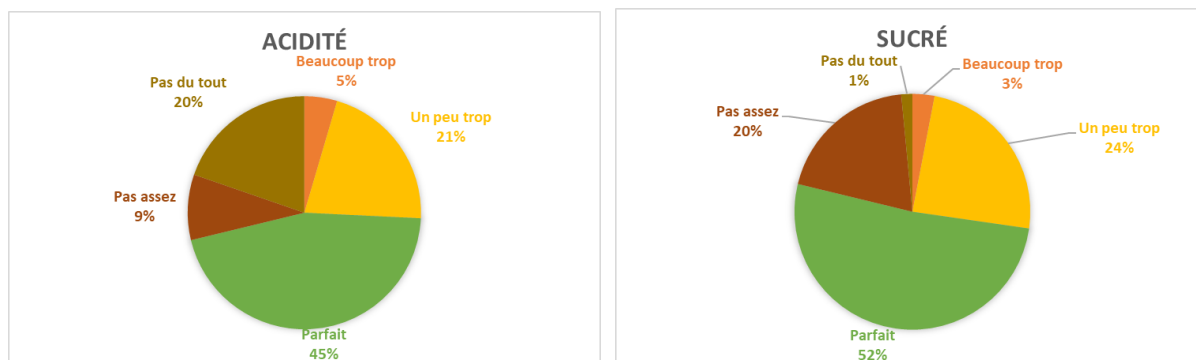 ACIDITÉ
Beaucoup trop
5%
Pas du tout
20%
Un peu trop
21%
Pas assez
9%
Parfait
45%
SUCRÉ
Pas du tout
1%
Beaucoup trop
3%
Pas assez
20%
Un peu trop
24%
Parfait
52%